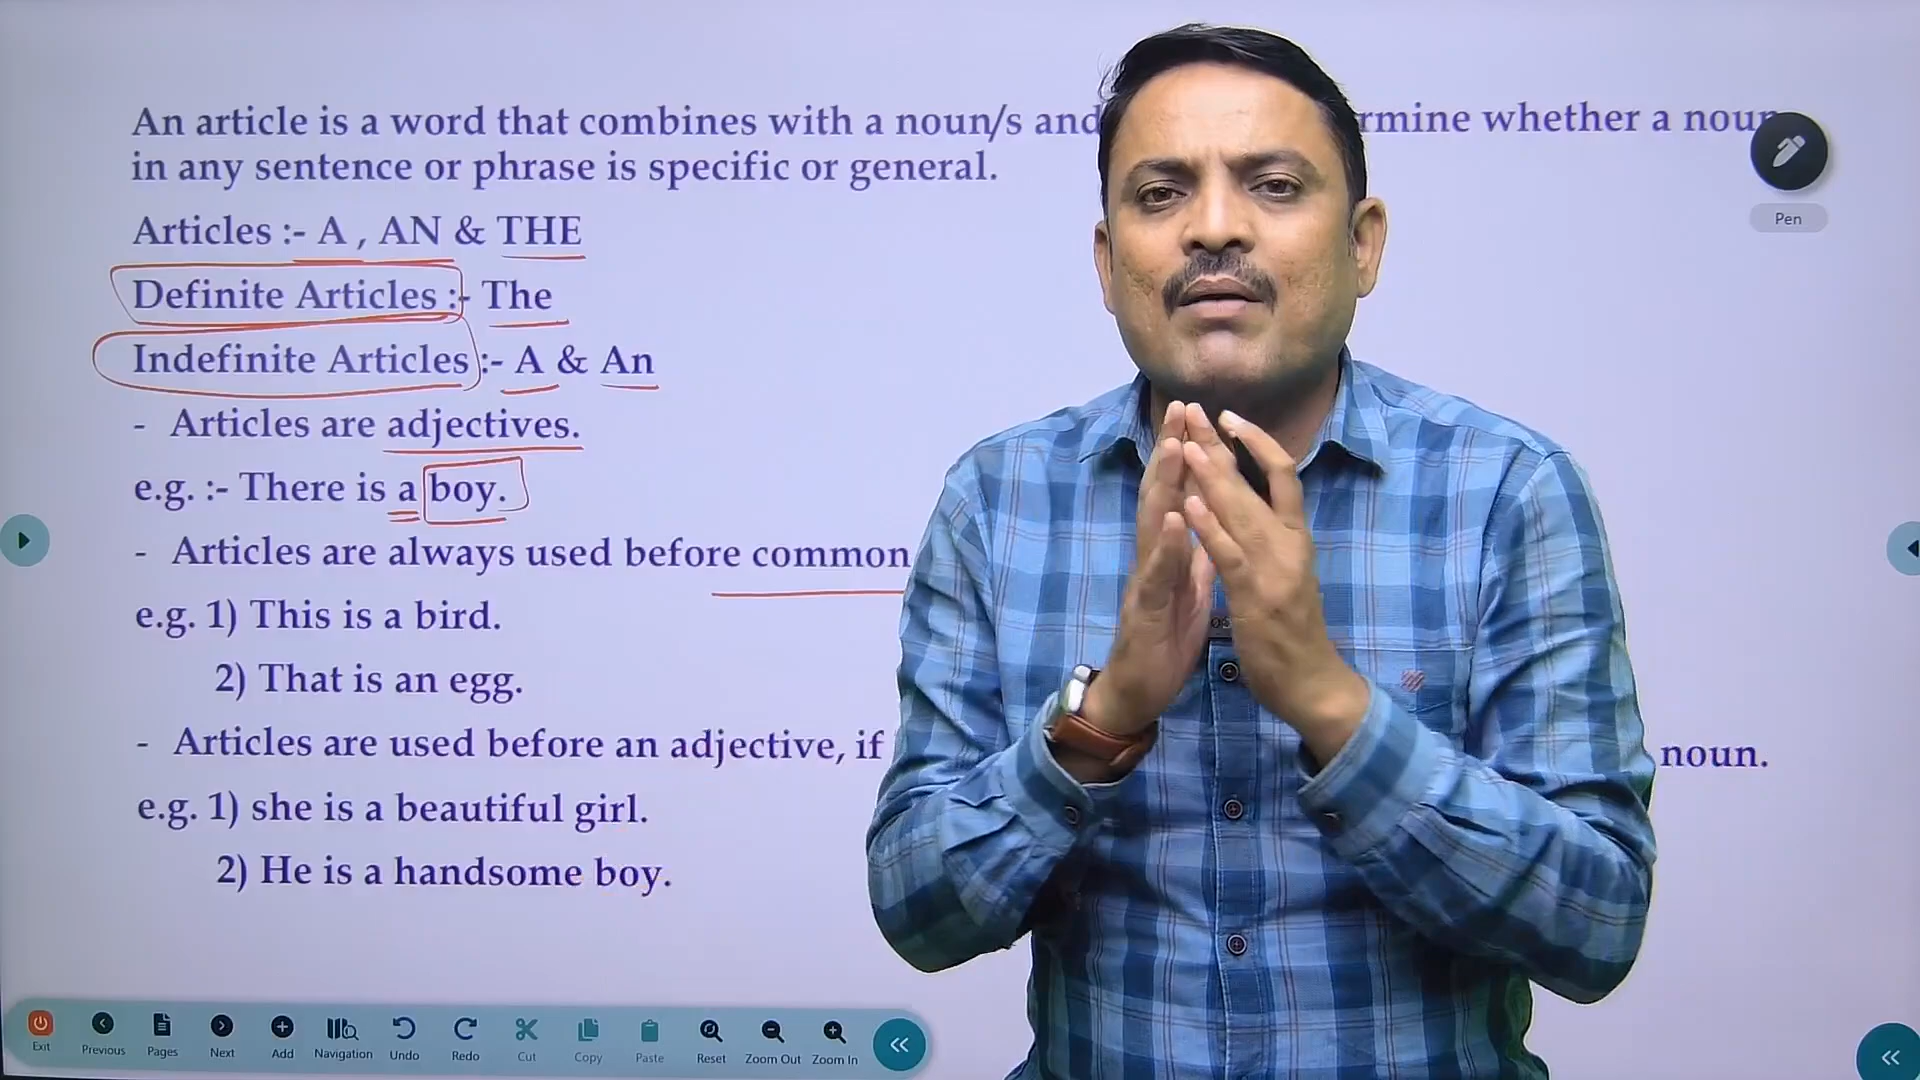 An article is a word that combines with a noun/s and rmine whether a noun
in any sentence or phrase is specific or general.
Pen
Articles :- A , AN & THE
Definite Articles :- The
Indefinite Articles :- A & An
- Articles are adjectives.
e.g. :- There is a boy.
- Articles are always used before common
e.g. 1) This is a bird.
2) That is an egg.
- Articles are used before an adjective, if noun.
e.g. 1) she is a beautiful girl.
2) He is a handsome boy.
Exit Previous Pages Next Add Navigation Undo Redo Cut Copy Paste Reset Zoom Out Zoom In